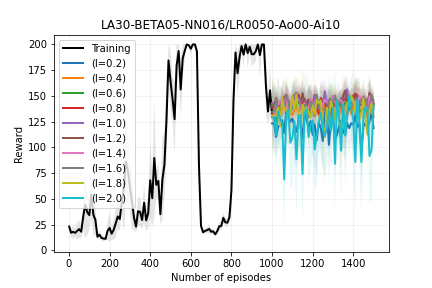 LA30-BETA05-NN016/LR0050-Ao00-Ai10
200
175
150
125
100
75
50
25
0
Reward
Training
(l=0.2)
(l=0.4)
(l=0.6)
(l=0.8)
(l=1.0)
(l=1.2)
(l=1.4)
(l=1.6)
(l=1.8)
(l=2.0)
0 200 400 600 800 1000 1200 1400
Number of episodes